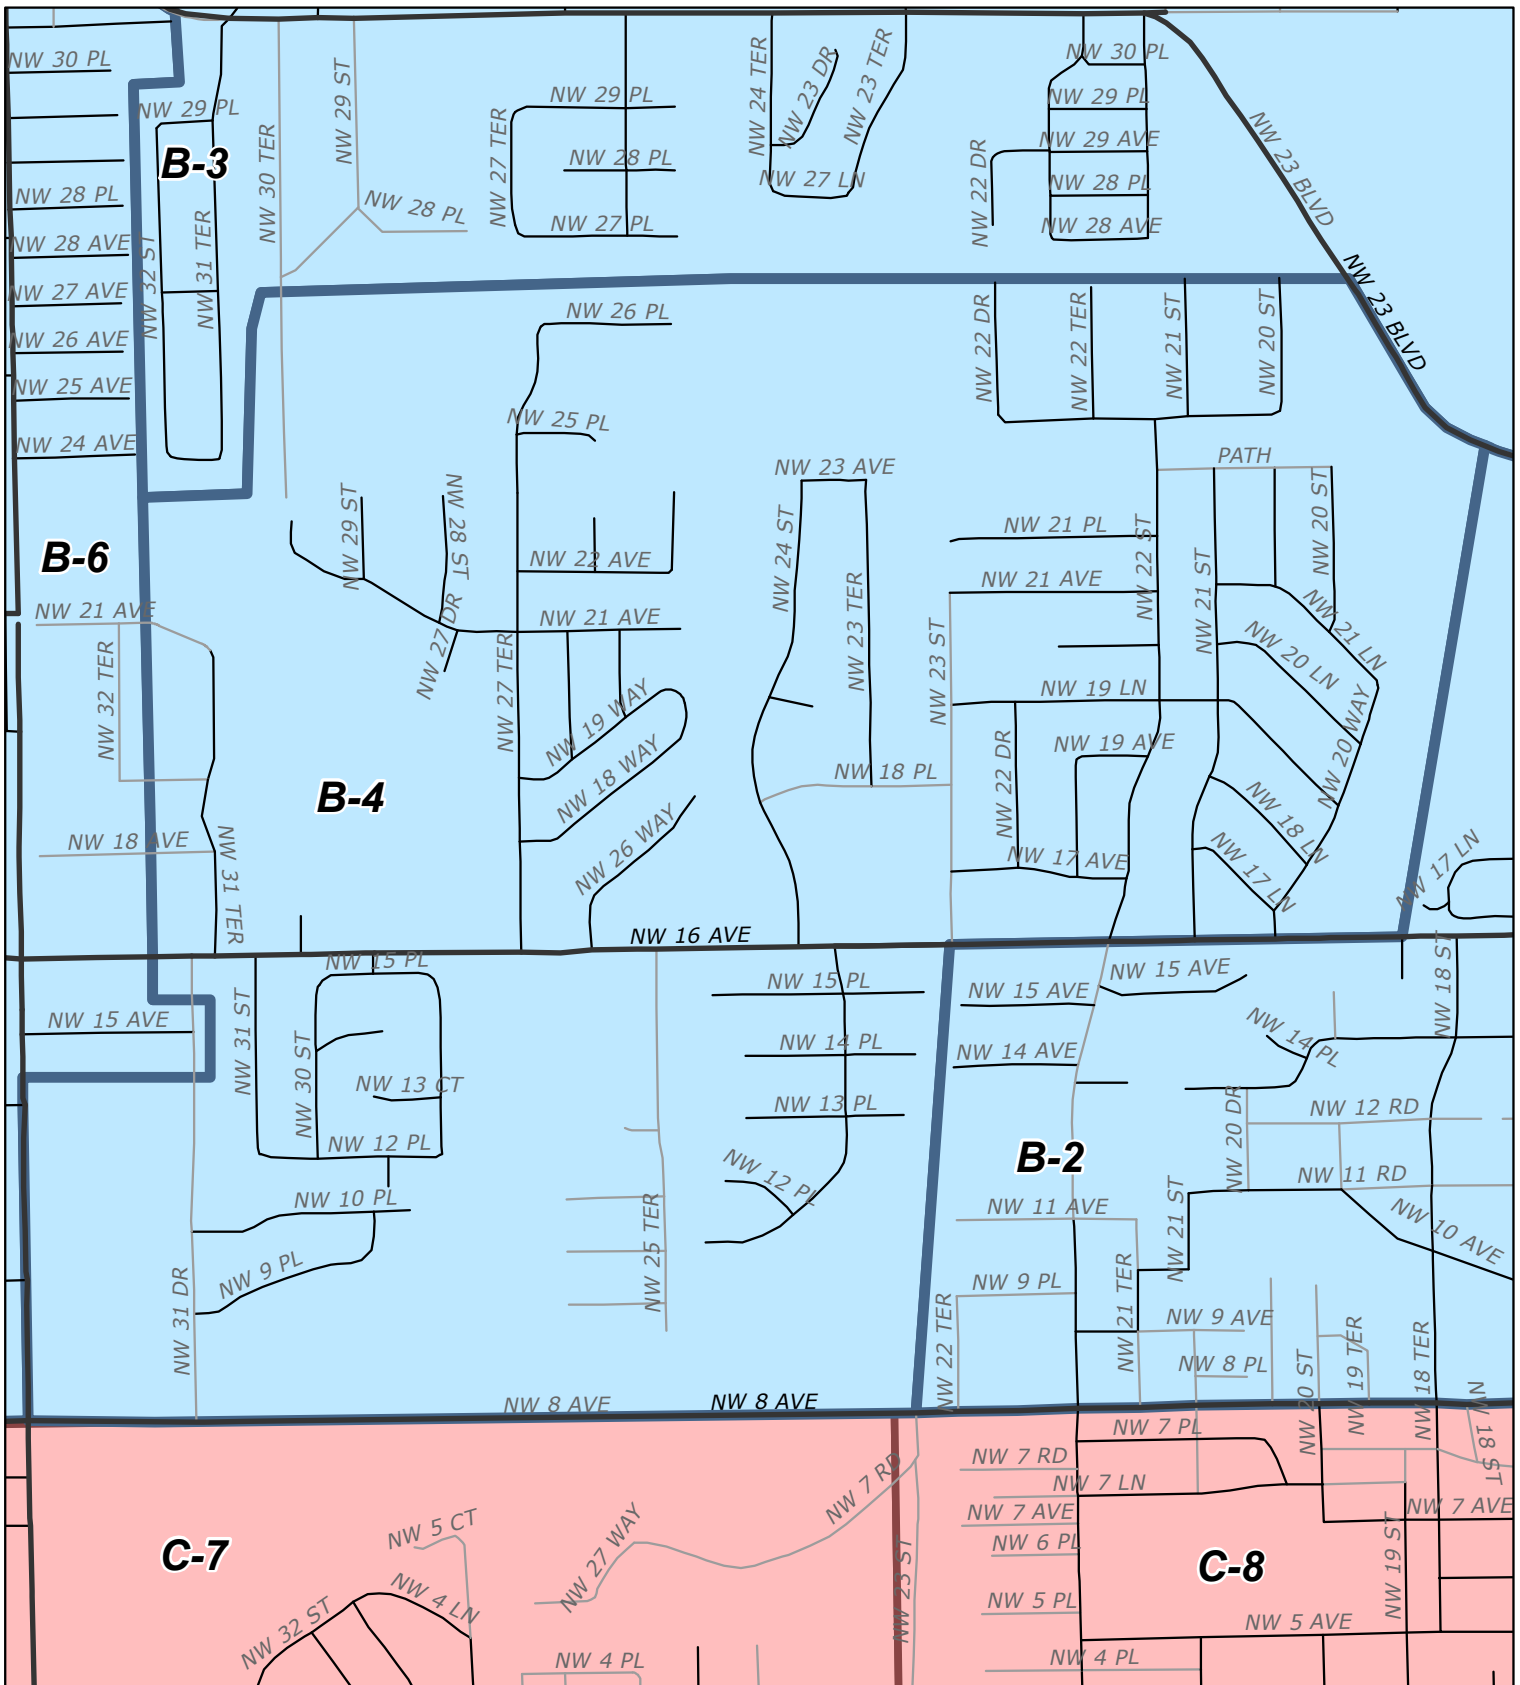 NW 30 PL
NW 29 PL
B-3
NW 30 TER
NW 29 ST
NW 28 PL
NW 27 TER
NW 29 PL
NW 28 PL
NW 27 PL
NW 24 TER
NW 23 DR
NW 23 TER
NW 27 LN
NW 22 DR
NW 30 PL
NW 29 PL
NW 29 AVE
NW 28 PL
NW 28 AVE
NW 23 BLVD
NW 23 BLVD
NW 28 PL
NW 28 AVE
NW 27 AVE
NW 26 AVE
NW 25 AVE
NW 24 AVE
NW 32 ST
NW 31 TER
NW 26 PL
NW 25 PL
NW 22 DR
NW 22 TER
NW 21 ST
NW 20 ST
PATH
B-6
NW 29 ST
NW 28 ST
NW 27 DR
NW 22 AVE
NW 21 AVE
NW 23 AVE
NW 24 ST
NW 23 TER
NW 21 PL
NW 21 AVE
NW 22 ST
NW 21 ST
NW 20 ST
NW 21 LN
NW 20 LN
NW 20 WAY
NW 21 AVE
NW 32 TER
NW 27 TER
NW 19 WAY
NW 18 WAY
NW 26 WAY
NW 23 ST
NW 19 LN
NW 22 DR
NW 19 AVE
NW 18 PL
NW 17 AVE
NW 18 LN
NW 17 LN
NW 17 LN
B-4
NW 18 AVE
NW 31 TER
NW 16 AVE
NW 15 PL
NW 15 AVE
NW 31 ST
NW 30 ST
NW 13 CT
NW 12 PL
NW 10 PL
NW 9 PL
NW 31 DR
NW 15 PL
NW 14 PL
NW 13 PL
NW 12 PL
NW 25 TER
NW 15 AVE
NW 15 AVE
NW 14 AVE
NW 14 PL
NW 18 ST
NW 12 RD
NW 20 DR
B-2
NW 11 RD
NW 11 AVE
NW 21 ST
NW 10 AVE
NW 9 PL
NW 22 TER
NW 21 TER
NW 9 AVE
NW 8 PL
NW 20 ST
NW 19 TER
NW 18 TER
NW 18 ST
NW 8 AVE
NW 8 AVE
NW 7 PL
NW 7 RD
NW 7 RD
NW 7 LN
NW 7 AVE
NW 7 AVE
NW 6 PL
C-7
NW 5 CT
NW 27 WAY
NW 4 LN
NW 32 ST
NW 23 ST
C-8
NW 19 ST
NW 5 PL
NW 5 AVE
NW 4 PL
NW 4 PL